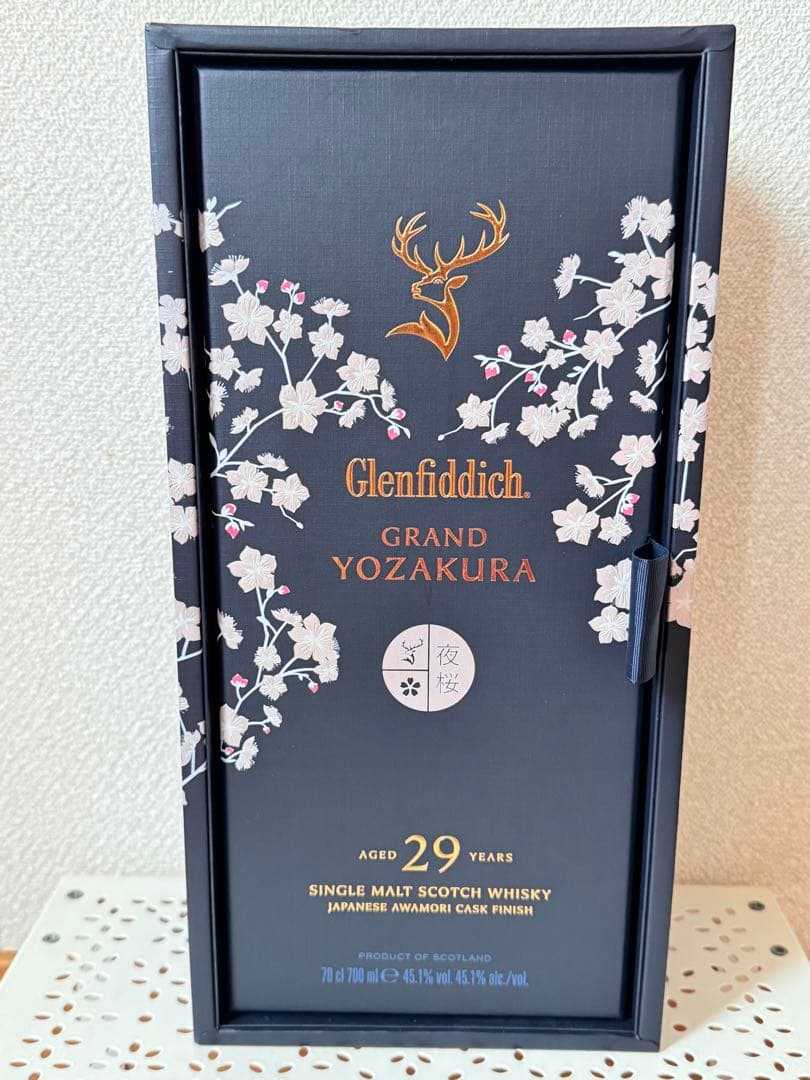 Glenfiddich®
GRAND
YOZAKURA
夜
桜
AGED 29 YEARS
SINGLE MALT SCOTCH WHISKY
JAPANESE AWAMORI CASK FINISH
PRODUCT OF SCOTLAND
70 cl 700 ml ℮ 45.1% vol. 45.1% alc./vol.